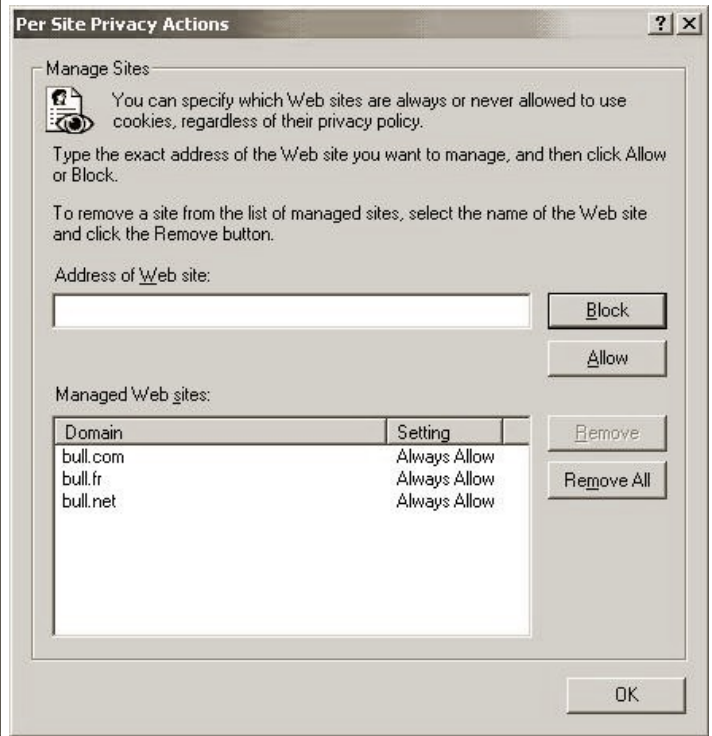 Per Site Privacy Actions
Manage Sites
You can specify which Web sites are always or never allowed to use
cookies, regardless of their privacy policy.
Type the exact address of the Web site you want to manage, and then click Allow
or Block.
To remove a site from the list of managed sites, select the name of the Web site
and click the Remove button.
Address of Web site:
Block
Allow
Managed Web sites:
Domain Setting
Remove
bull.com Always Allow
bull.fr Always Allow
Remove All
bull.net Always Allow
OK